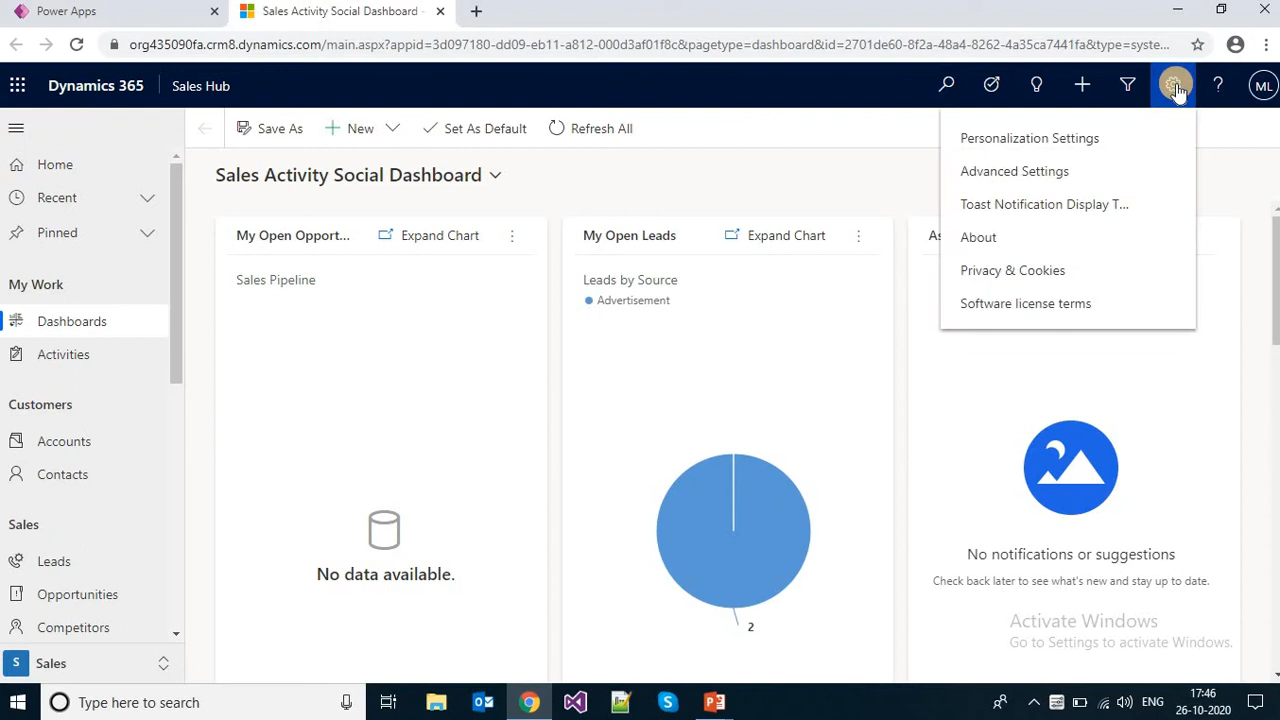 Power Apps
Sales Activity Social Dashboard -
org435090fa.crm8.dynamics.com/main.aspx?appid=3d097180-dd09-eb11-a812-000d3af01f8c&pagetype=dashboard&id=2701de60-8f2a-48a4-8262-4a35ca7441fa&type=syste...
Dynamics 365
Sales Hub
?
ML
Save As
New
Set As Default
Refresh All
Personalization Settings
Advanced Settings
Toast Notification Display T...
About
Privacy & Cookies
Software license terms
Home
Recent
Pinned
My Work
Dashboards
Activities
Customers
Accounts
Contacts
Sales
Leads
Opportunities
Competitors
S Sales
Sales Activity Social Dashboard
My Open Opport...
Expand Chart
Sales Pipeline
No data available.
My Open Leads
Expand Chart
Leads by Source
Advertisement
2
As
No notifications or suggestions
Check back later to see what's new and stay up to date.
Activate Windows
Go to Settings to activate Windows.
Type here to search
ENG
17:46
26-10-2020